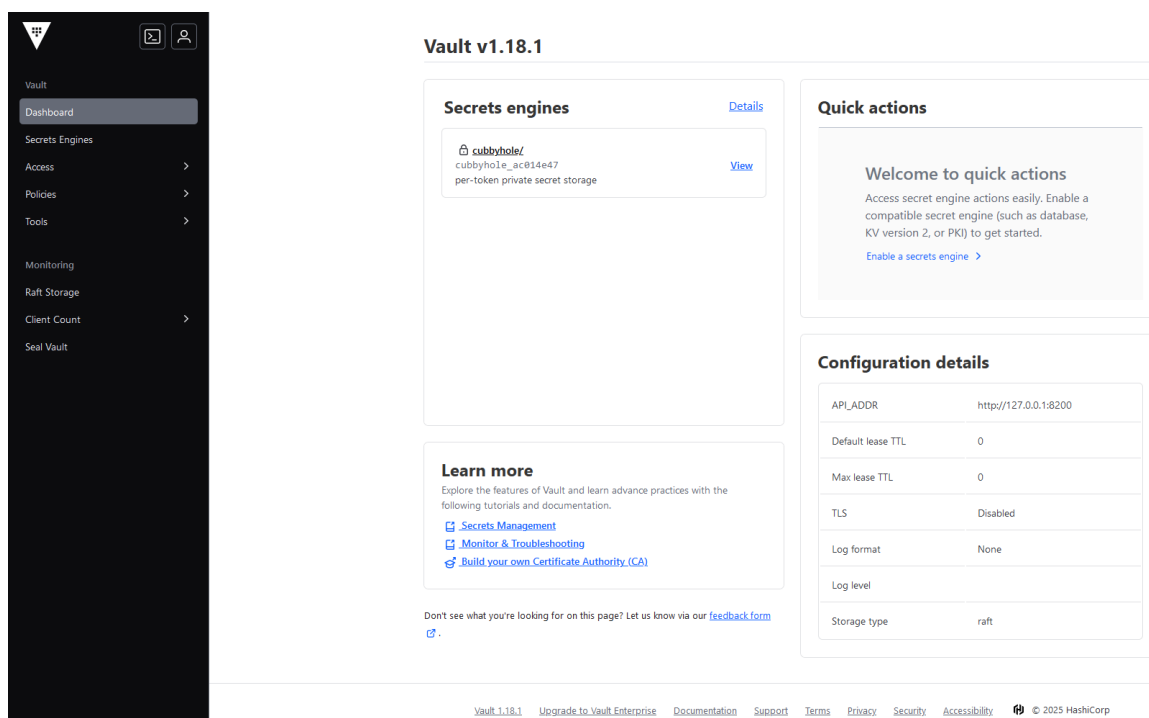 Vault
Dashboard
Secrets Engines
Access
Policies
Tools
Monitoring
Raft Storage
Client Count
Seal Vault
Vault v1.18.1
Secrets engines
Details
cubbyhole/
cubbyhole_ac014e47
per-token private secret storage
View
Learn more
Explore the features of Vault and learn advance practices with the
following tutorials and documentation.
Secrets Management
Monitor & Troubleshooting
Build your own Certificate Authority (CA)
Don't see what you're looking for on this page? Let us know via our feedback form
.
Quick actions
Welcome to quick actions
Access secret engine actions easily. Enable a
compatible secret engine (such as database,
KV version 2, or PKI) to get started.
Enable a secrets engine
Configuration details
API_ADDR http://127.0.0.1:8200
Default lease TTL 0
Max lease TTL 0
TLS Disabled
Log format None
Log level
Storage type raft
Vault 1.18.1 Upgrade to Vault Enterprise Documentation Support Terms Privacy Security Accessibility © 2025 HashiCorp